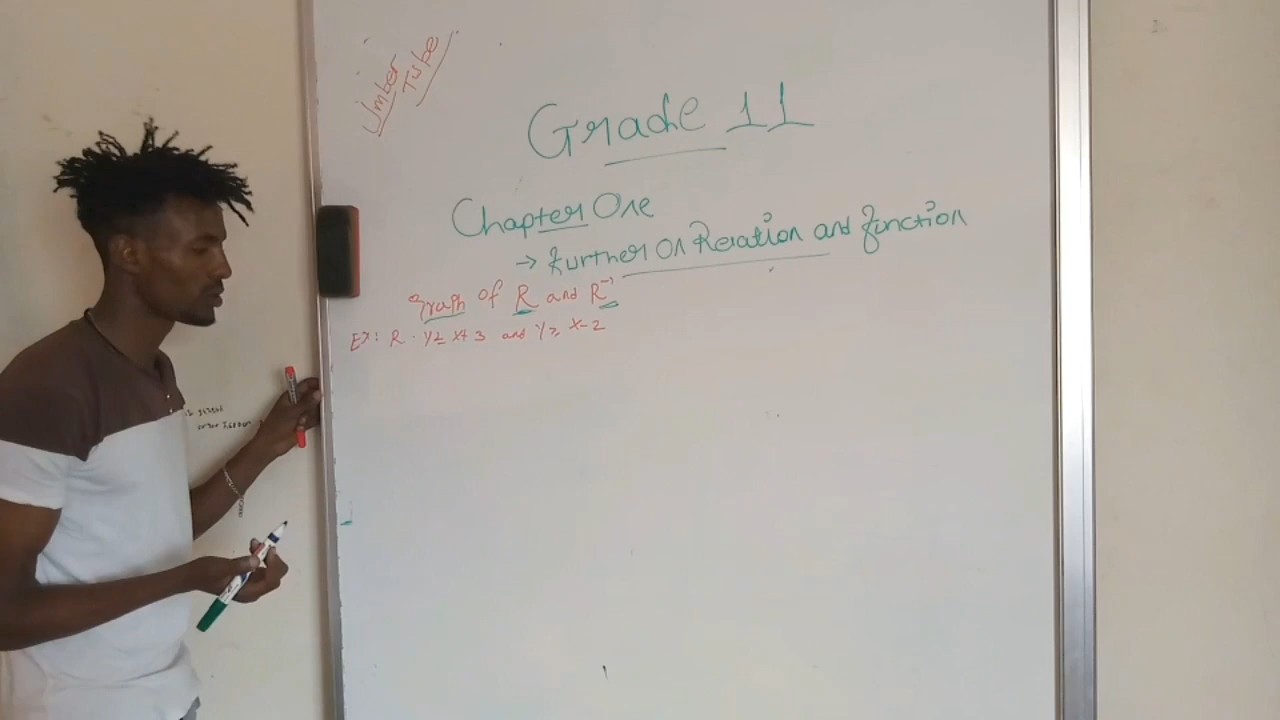 Umber
Tube
Grade 11
Chapter One
→ further on Relation and function
Graph of R and R⁻¹
Ex: R : y ≤ x+3 and y ≥ x-2